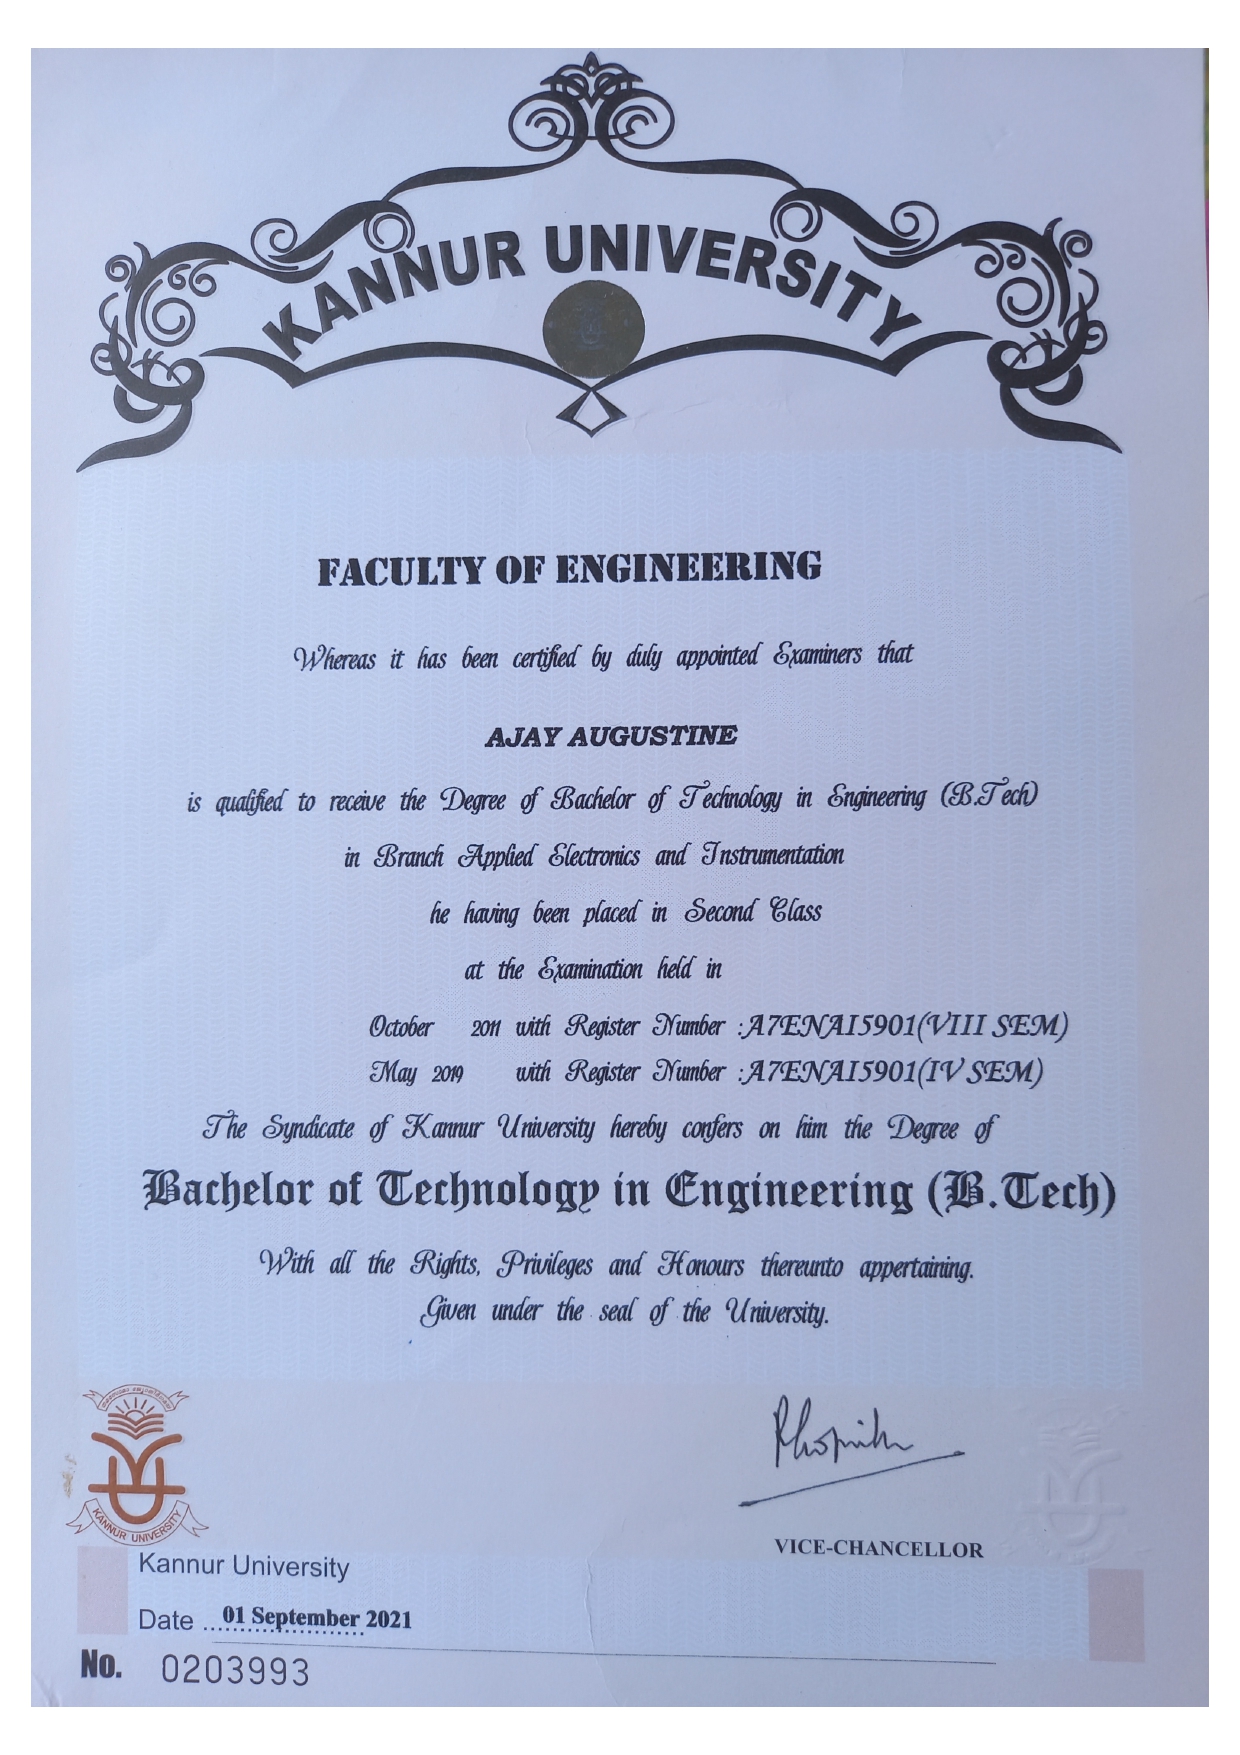 KANNUR UNIVERSITY
FACULTY OF ENGINEERING
Whereas it has been certified by duly appointed Examiners that
AJAY AUGUSTINE
is qualified to receive the Degree of Bachelor of Technology in Engineering (B.Tech)
in Branch Applied Electronics and Instrumentation
he having been placed in Second Class
at the Examination held in
October 2011 with Register Number :A7ENAI5901(VIII SEM)
May 2019 with Register Number :A7ENAI5901(IV SEM)
The Syndicate of Kannur University hereby confers on him the Degree of
Bachelor of Technology in Engineering (B.Tech)
With all the Rights, Privileges and Honours thereunto appertaining.
Given under the seal of the University.
KANNUR UNIVERSITY
VICE-CHANCELLOR
Kannur University
Date 01 September 2021
No. 0203993